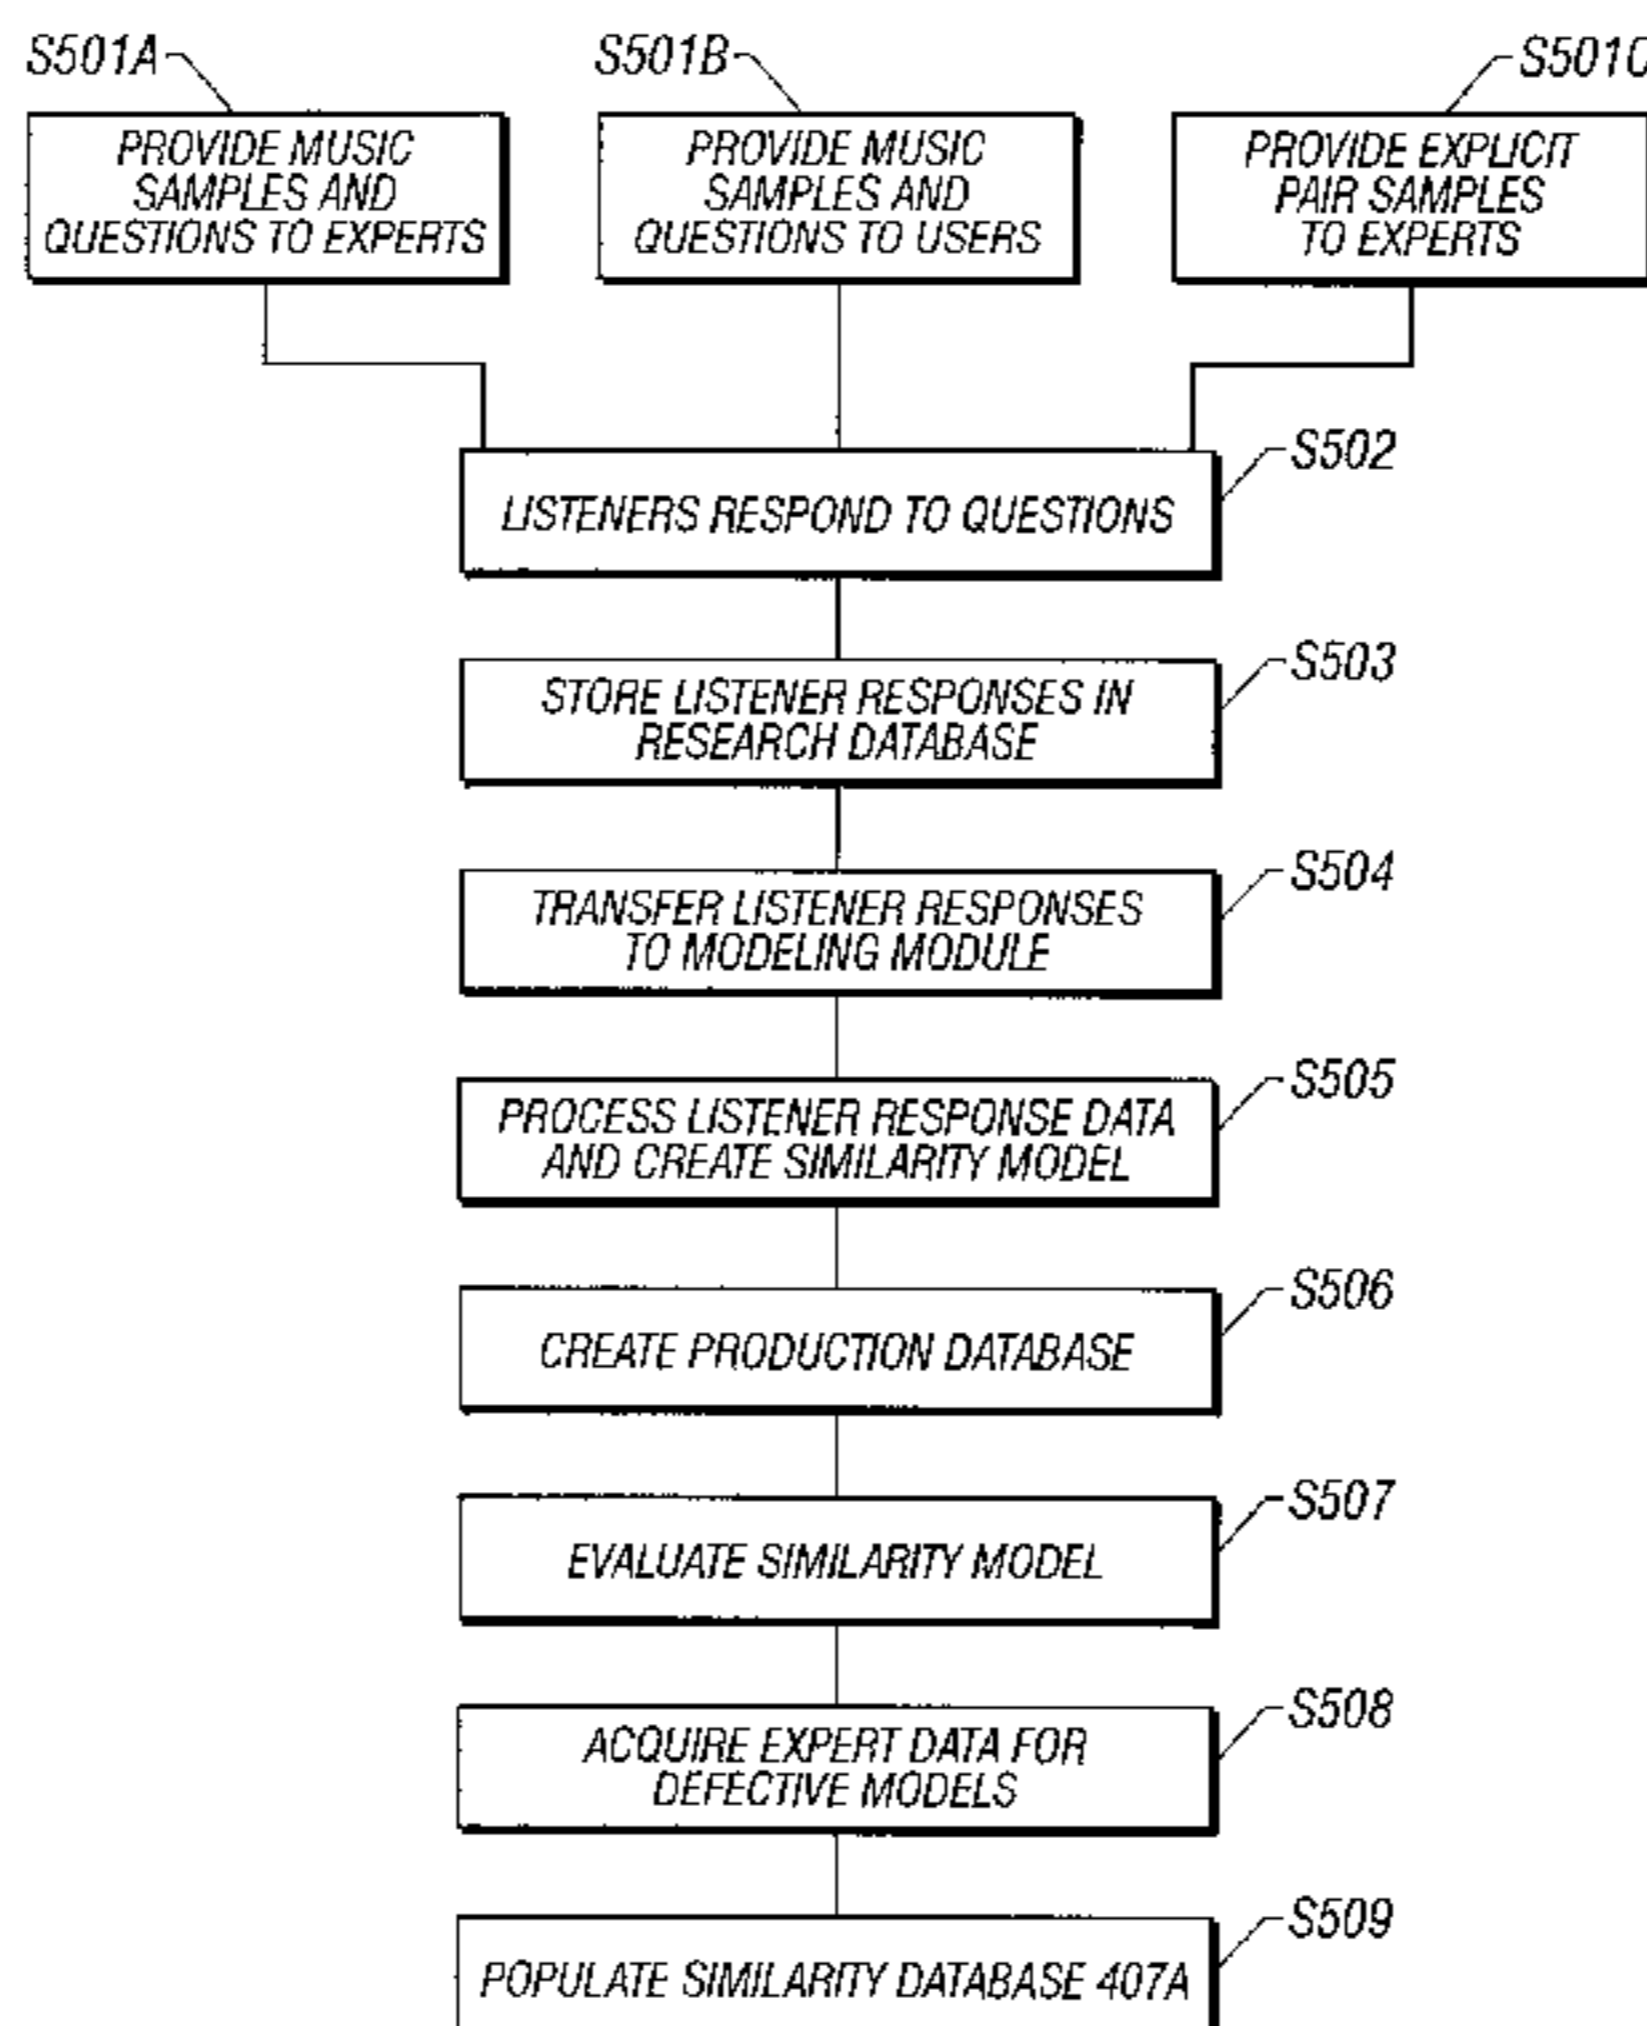 S501A
S501B
S501C
PROVIDE MUSIC
SAMPLES AND
QUESTIONS TO EXPERTS
PROVIDE MUSIC
SAMPLES AND
QUESTIONS TO USERS
PROVIDE EXPLICIT
PAIR SAMPLES
TO EXPERTS
S502
LISTENERS RESPOND TO QUESTIONS
S503
STORE LISTENER RESPONSES IN
RESEARCH DATABASE
S504
TRANSFER LISTENER RESPONSES
TO MODELING MODULE
S505
PROCESS LISTENER RESPONSE DATA
AND CREATE SIMILARITY MODEL
S506
CREATE PRODUCTION DATABASE
S507
EVALUATE SIMILARITY MODEL
S508
ACQUIRE EXPERT DATA FOR
DEFECTIVE MODELS
S509
POPULATE SIMILARITY DATABASE 407A